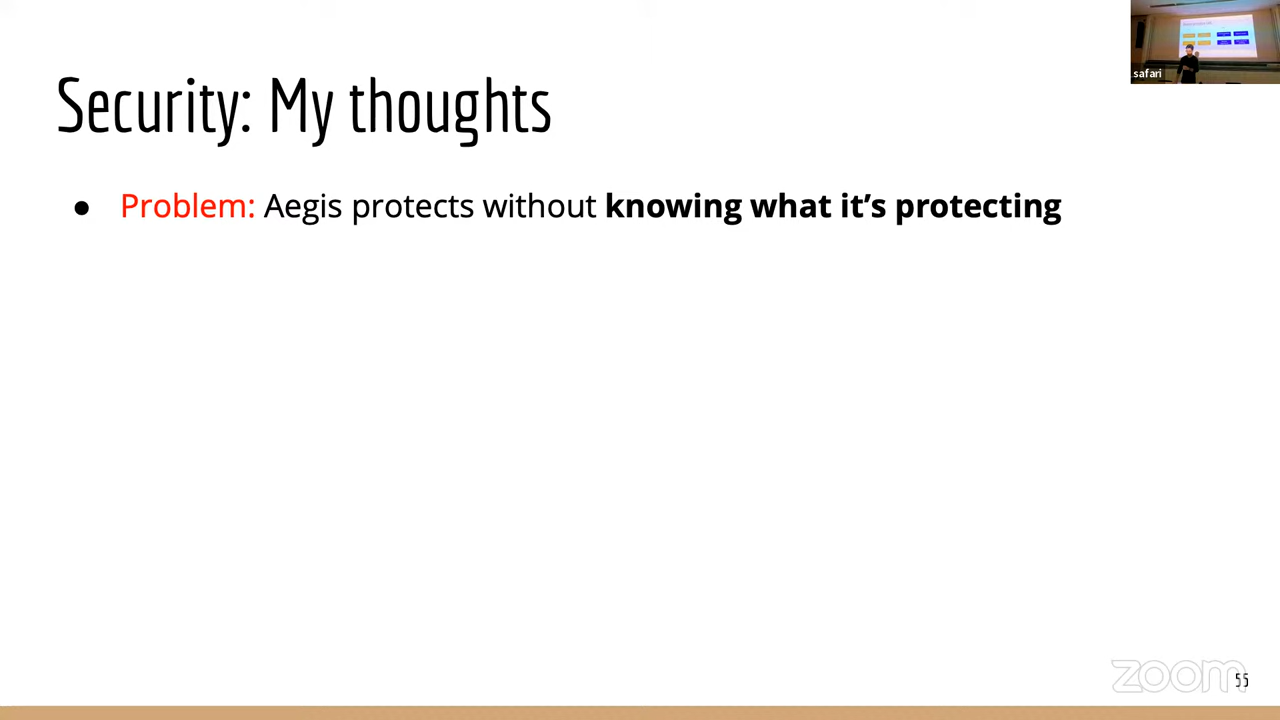 safari
Security: My thoughts
● Problem: Aegis protects without knowing what it's protecting
zoom
55